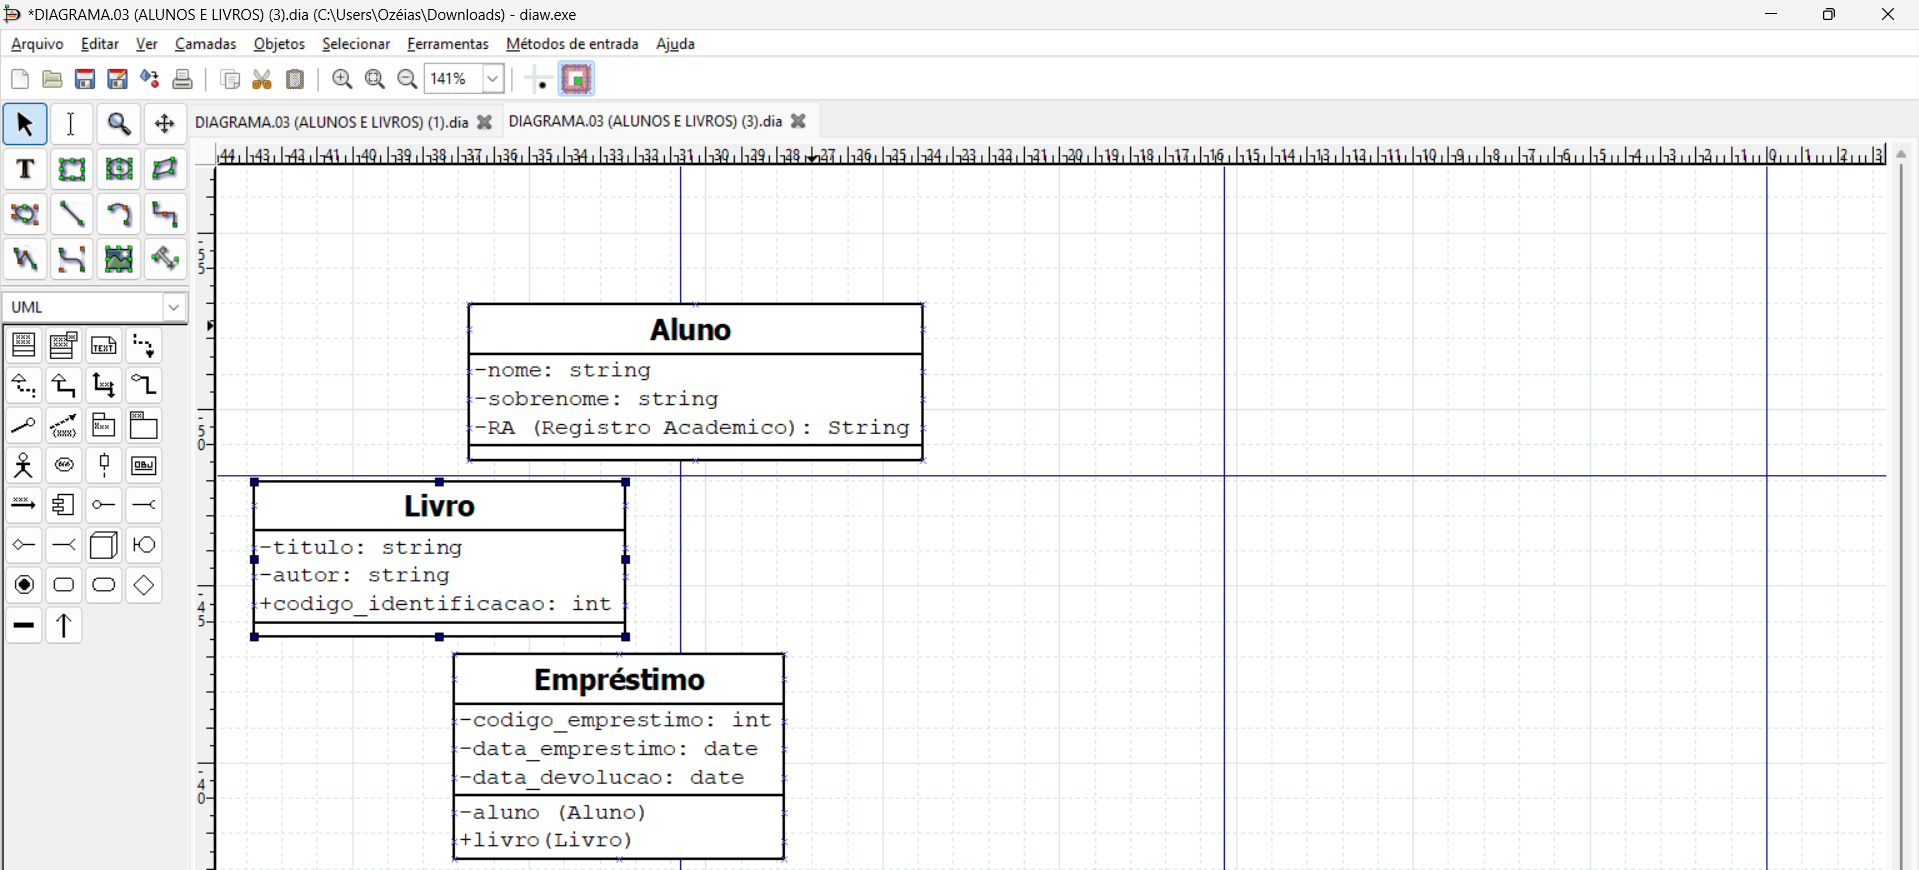 *DIAGRAMA.03 (ALUNOS E LIVROS) (3).dia (C:\Users\Ozéias\Downloads) - diaw.exe
Arquivo Editar Ver Camadas Objetos Selecionar Ferramentas Métodos de entrada Ajuda
141%
DIAGRAMA.03 (ALUNOS E LIVROS) (1).dia DIAGRAMA.03 (ALUNOS E LIVROS) (3).dia
UML
Aluno
-nome: string
-sobrenome: string
-RA (Registro Academico): String
Livro
-titulo: string
-autor: string
+codigo_identificacao: int
Empréstimo
-codigo_emprestimo: int
-data_emprestimo: date
-data_devolucao: date
-aluno (Aluno)
+livro(Livro)